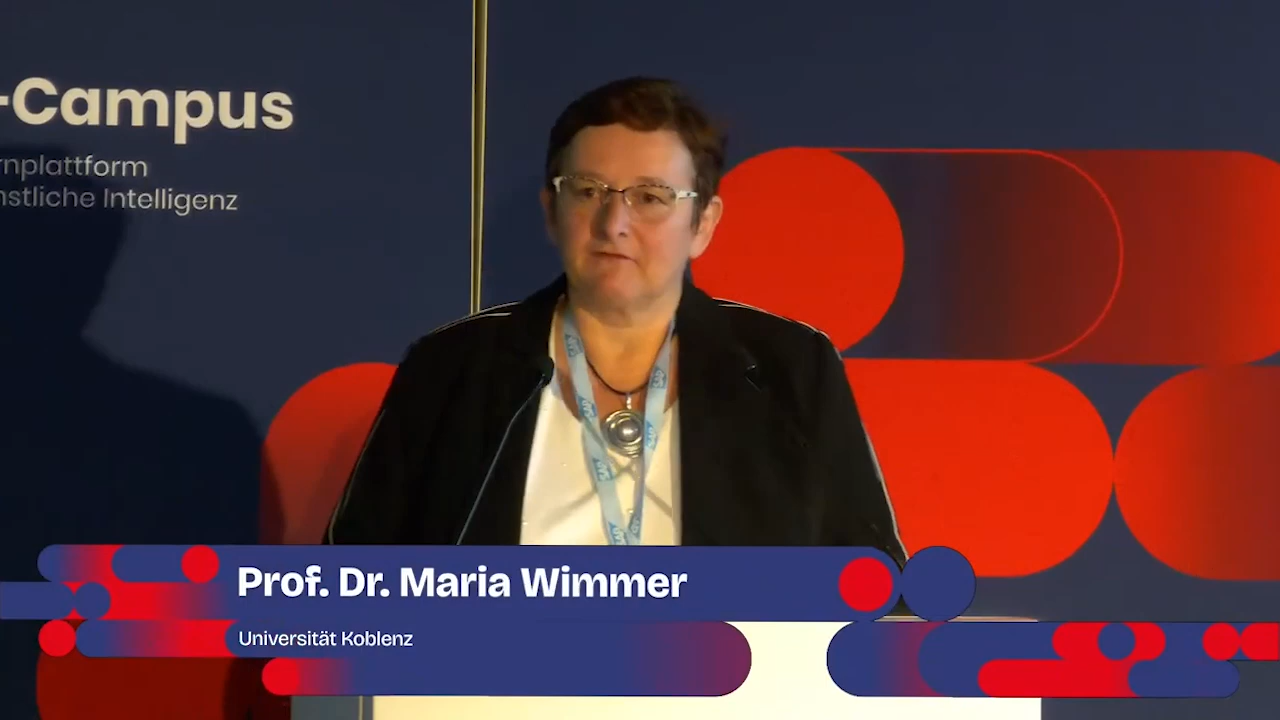 -Campus
rnplattform
nstliche Intelligenz
Prof. Dr. Maria Wimmer
Universität Koblenz